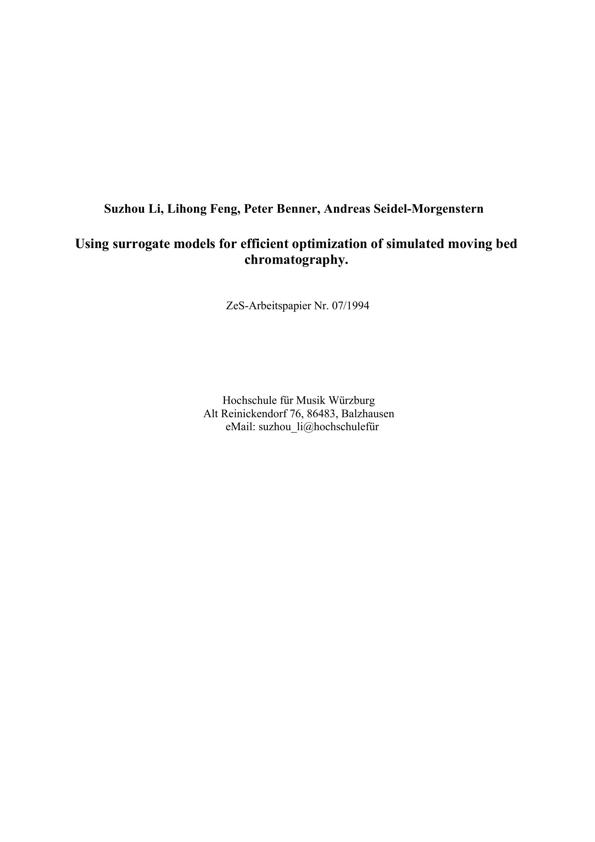 Suzhou Li, Lihong Feng, Peter Benner, Andreas Seidel-Morgenstern
Using surrogate models for efficient optimization of simulated moving bed
chromatography.
ZeS-Arbeitspapier Nr. 07/1994
Hochschule für Musik Würzburg
Alt Reinickendorf 76, 86483, Balzhausen
eMail: suzhou_li@hochschulefür